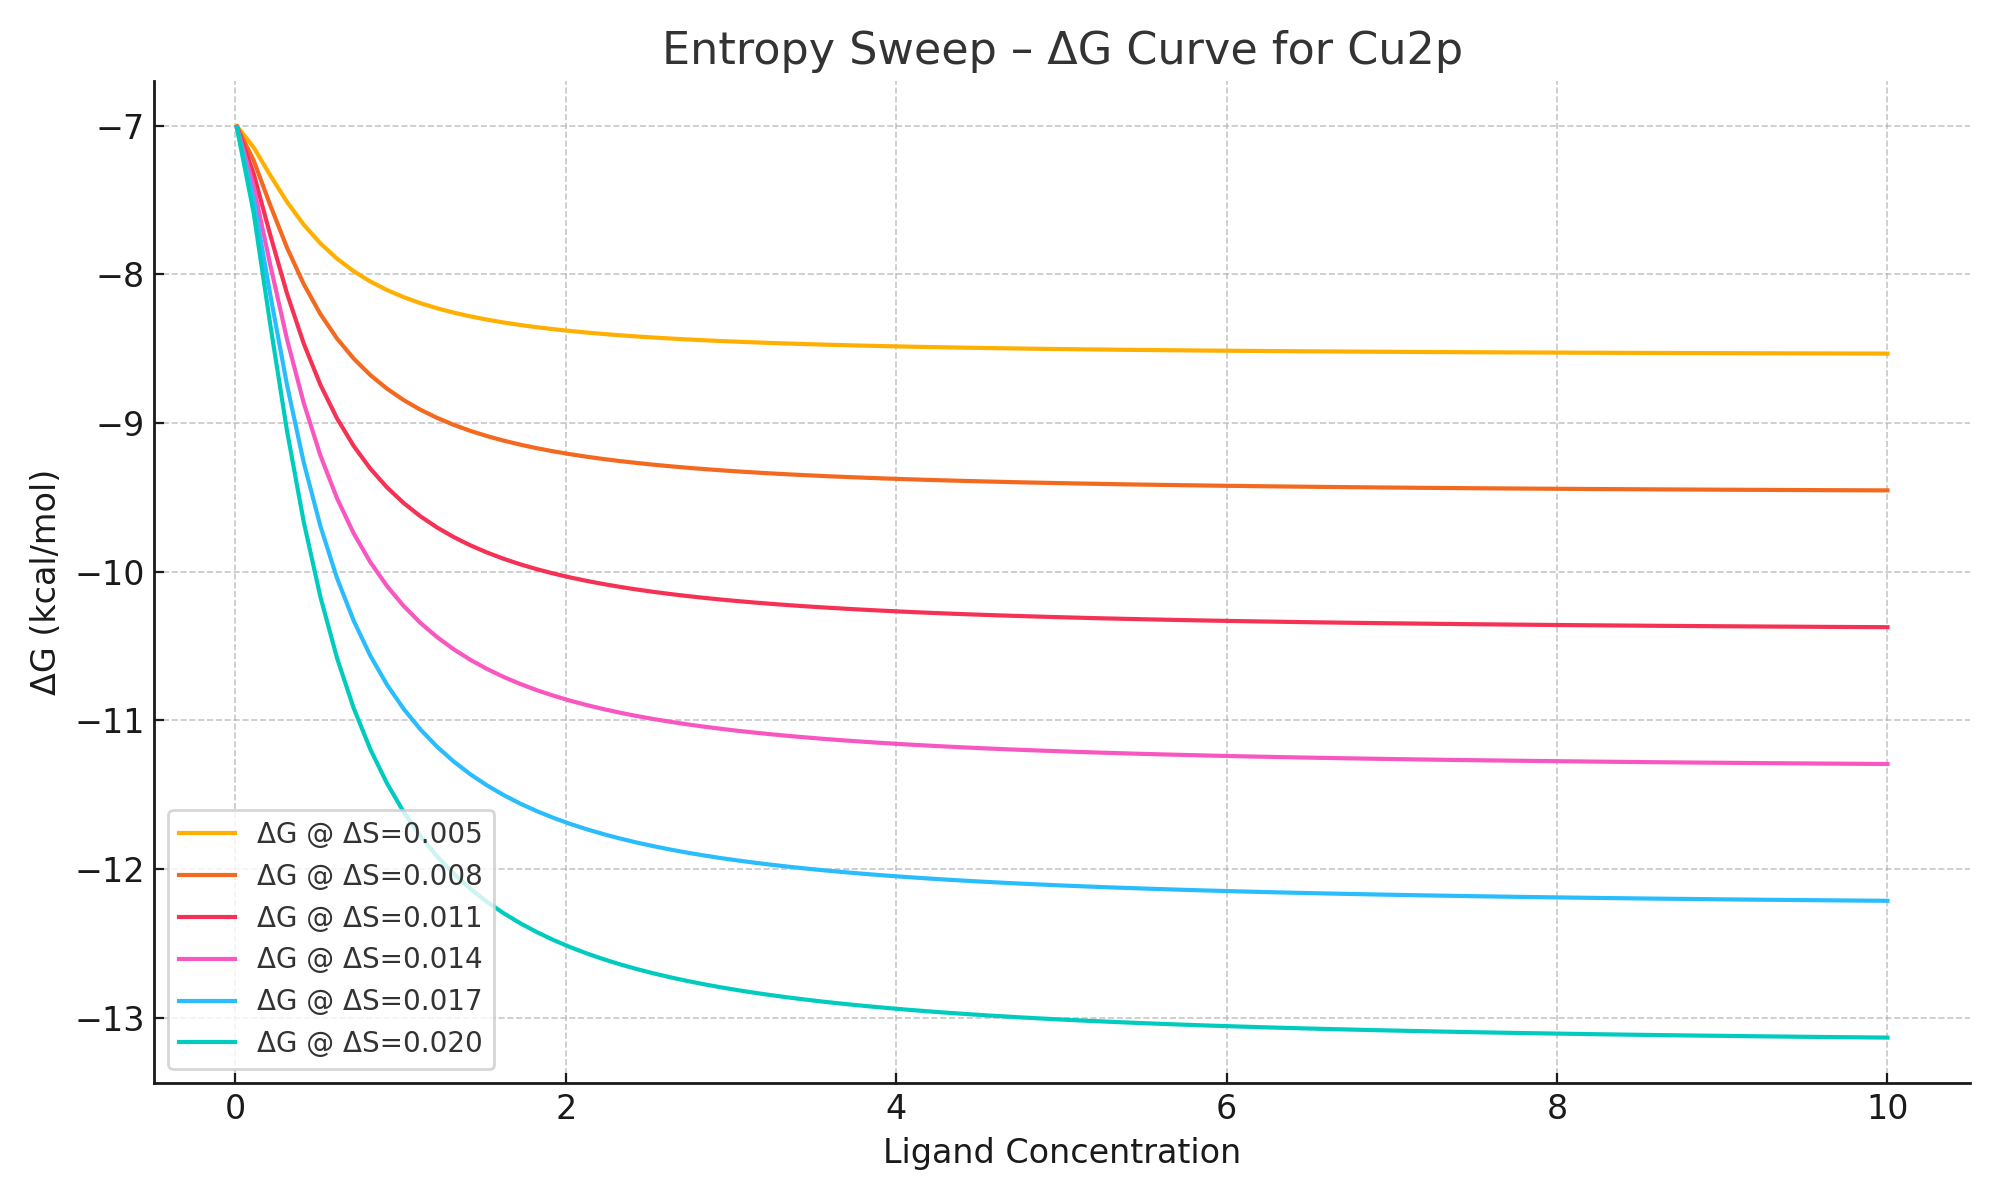 Entropy Sweep – ΔG Curve for Cu2p
ΔG (kcal/mol)
−7
−8
−9
−10
−11
−12
−13
ΔG @ ΔS=0.005
ΔG @ ΔS=0.008
ΔG @ ΔS=0.011
ΔG @ ΔS=0.014
ΔG @ ΔS=0.017
ΔG @ ΔS=0.020
0 2 4 6 8 10
Ligand Concentration